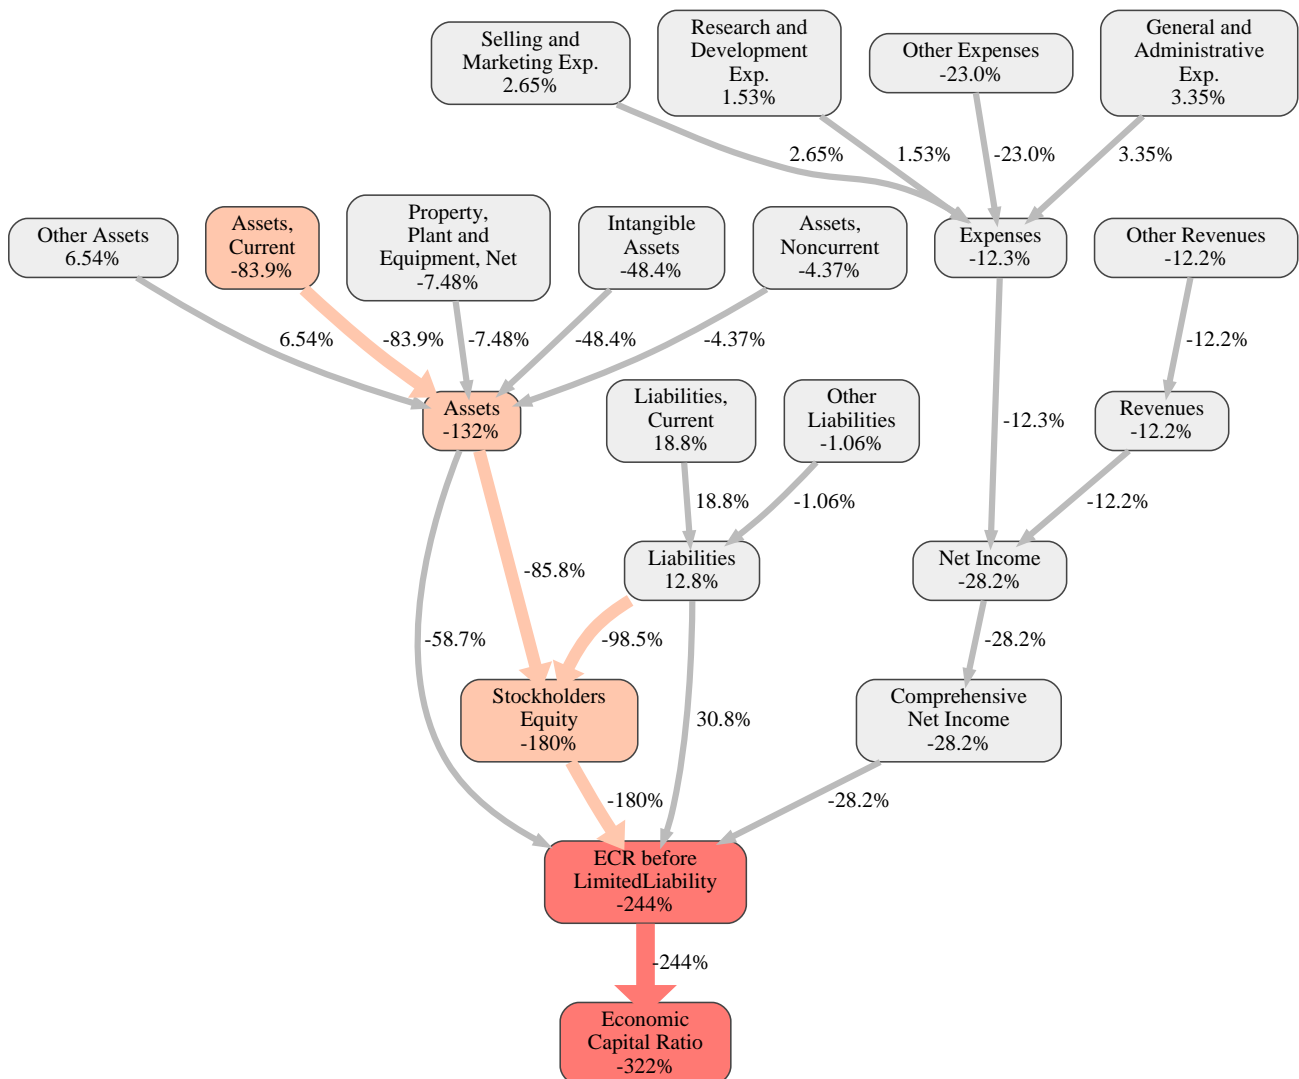 Selling and
Marketing Exp.
2.65%
Research and
Development
Exp.
1.53%
Other Expenses
-23.0%
General and
Administrative
Exp.
3.35%
2.65%
1.53%
-23.0%
3.35%
Other Assets
6.54%
Assets,
Current
-83.9%
Property,
Plant and
Equipment, Net
-7.48%
Intangible
Assets
-48.4%
Assets,
Noncurrent
-4.37%
Expenses
-12.3%
Other Revenues
-12.2%
6.54%
-83.9%
-7.48%
-48.4%
-4.37%
-12.2%
Assets
-132%
Liabilities,
Current
18.8%
Other
Liabilities
-1.06%
-12.3%
Revenues
-12.2%
18.8%
-1.06%
-12.2%
-85.8%
Liabilities
12.8%
Net Income
-28.2%
-58.7%
-98.5%
-28.2%
Stockholders
Equity
-180%
30.8%
Comprehensive
Net Income
-28.2%
-180%
-28.2%
ECR before
LimitedLiability
-244%
-244%
Economic
Capital Ratio
-322%